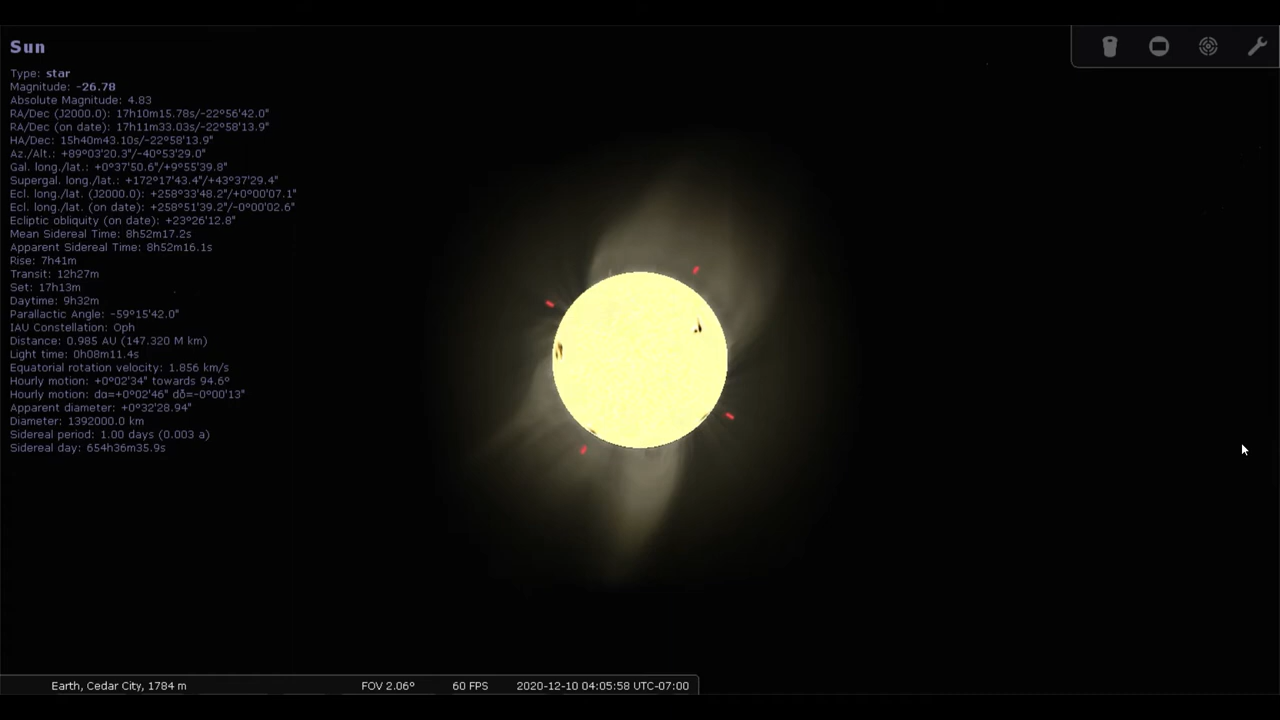 Sun
Type: star
Magnitude: -26.78
Absolute Magnitude: 4.83
RA/Dec (J2000.0): 17h10m15.78s/-22°56'42.0"
RA/Dec (on date): 17h11m33.03s/-22°58'13.9"
HA/Dec: 15h40m43.10s/-22°58'13.9"
Az./Alt.: +89°03'20.3"/-40°53'29.0"
Gal. long./lat.: +0°37'50.6"/+9°55'39.8"
Supergal. long./lat.: +172°17'43.4"/+43°37'29.4"
Ecl. long./lat. (J2000.0): +258°33'48.2"/+0°00'07.1"
Ecl. long./lat. (on date): +258°51'39.2"/-0°00'02.6"
Ecliptic obliquity (on date): +23°26'12.8"
Mean Sidereal Time: 8h52m17.2s
Apparent Sidereal Time: 8h52m16.1s
Rise: 7h41m
Transit: 12h27m
Set: 17h13m
Daytime: 9h32m
Parallactic Angle: -59°15'42.0"
IAU Constellation: Oph
Distance: 0.985 AU (147.320 M km)
Light time: 0h08m11.4s
Equatorial rotation velocity: 1.856 km/s
Hourly motion: +0°02'34" towards 94.6°
Hourly motion: dα=+0°02'46" dδ=-0°00'13"
Apparent diameter: +0°32'28.94"
Diameter: 1392000.0 km
Sidereal period: 1.00 days (0.003 a)
Sidereal day: 654h36m35.9s
Earth, Cedar City, 1784 m FOV 2.06° 60 FPS 2020-12-10 04:05:58 UTC-07:00